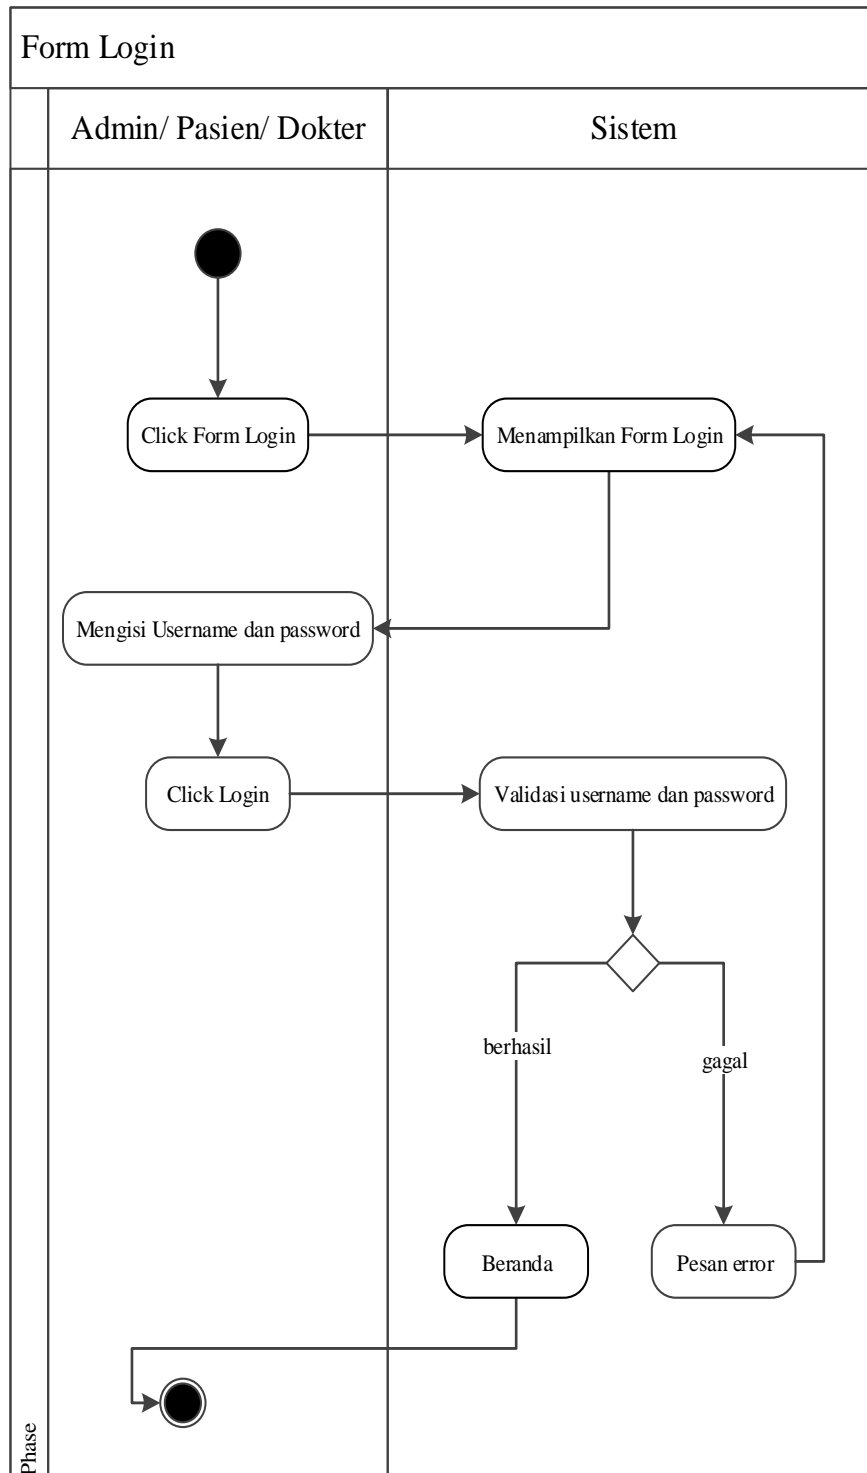 Form Login
Admin/ Pasien/ Dokter
Sistem
Click Form Login
Menampilkan Form Login
Mengisi Username dan password
Click Login
Validasi username dan password
berhasil
gagal
Beranda
Pesan error
Phase